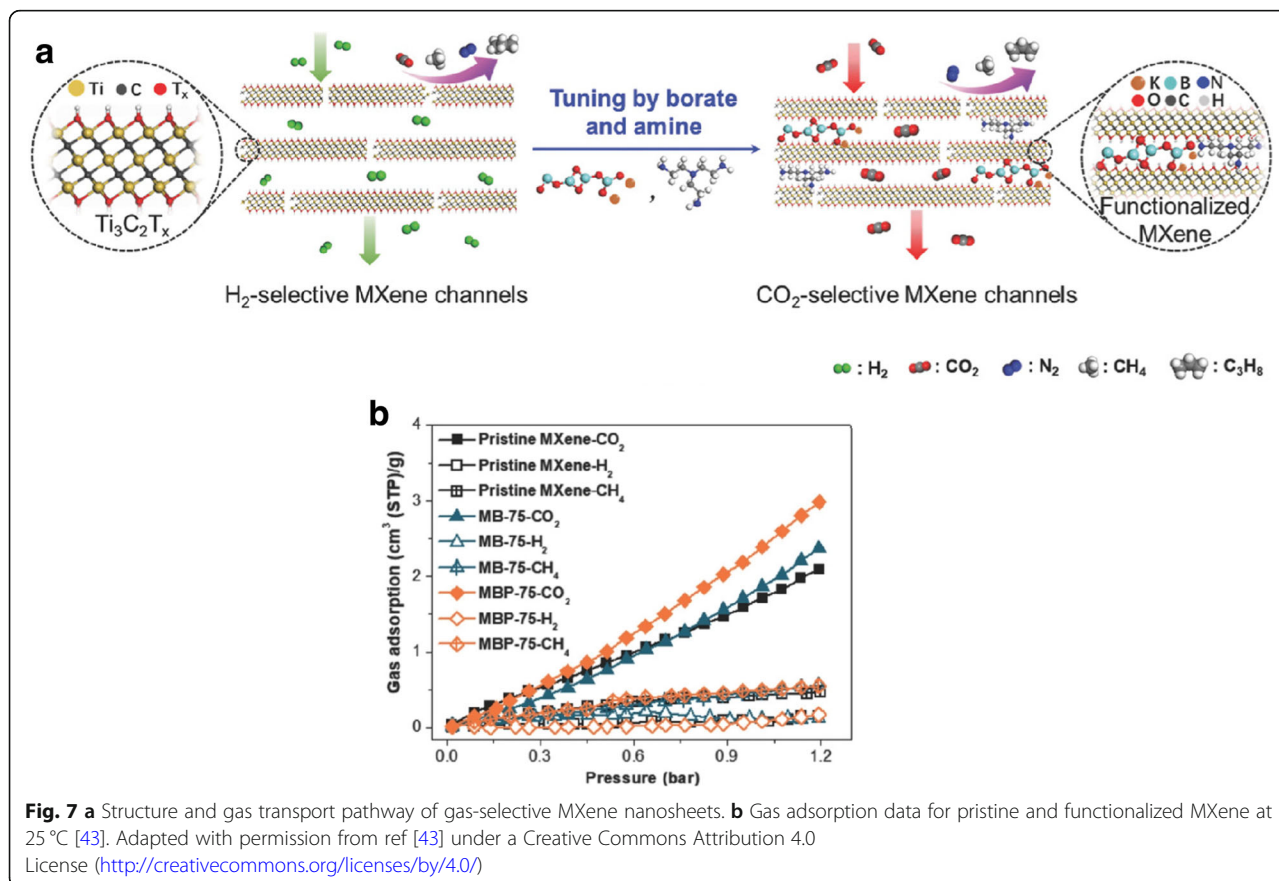 a
Ti C Tₓ
Ti₃C₂Tₓ
Tuning by borate
and amine
,
K B N
O C H
Functionalized
MXene
H₂-selective MXene channels
CO₂-selective MXene channels
: H₂ : CO₂ : N₂ : CH₄ : C₃H₈
b
Gas adsorption (cm³ (STP)/g)
4
3
2
1
0
Pristine MXene-CO₂
Pristine MXene-H₂
Pristine MXene-CH₄
MB-75-CO₂
MB-75-H₂
MB-75-CH₄
MBP-75-CO₂
MBP-75-H₂
MBP-75-CH₄
0.0 0.3 0.6 0.9 1.2
Pressure (bar)
Fig. 7 a Structure and gas transport pathway of gas-selective MXene nanosheets. b Gas adsorption data for pristine and functionalized MXene at
25 °C [43]. Adapted with permission from ref [43] under a Creative Commons Attribution 4.0
License (http://creativecommons.org/licenses/by/4.0/)